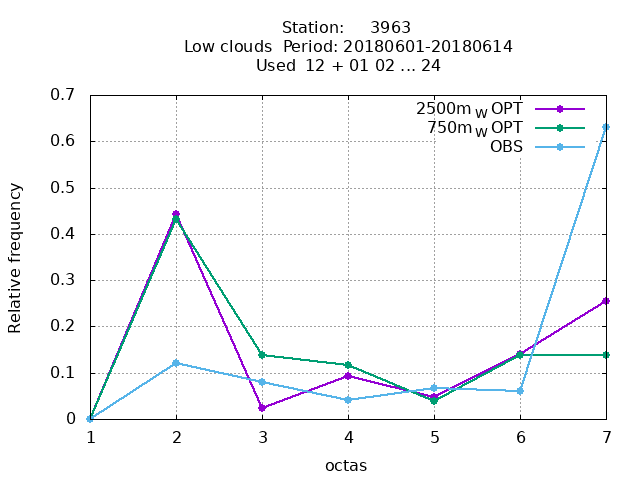 Station: 3963
Low clouds Period: 20180601-20180614
Used 12 + 01 02 ... 24
2500m W OPT
750m W OPT
OBS
Relative frequency
0.7
0.6
0.5
0.4
0.3
0.2
0.1
0
1 2 3 4 5 6 7
octas